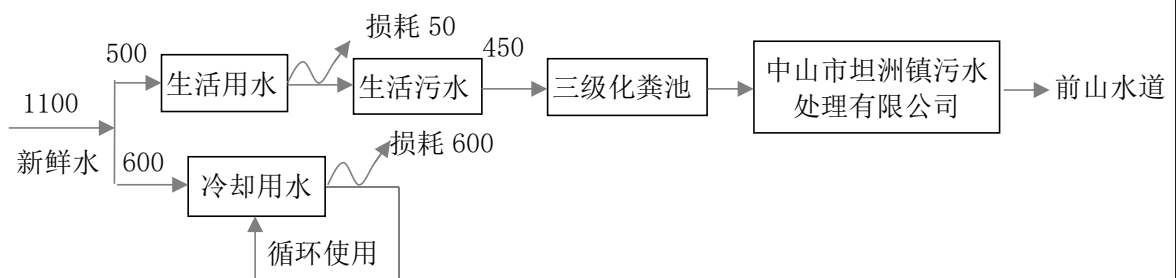 损耗 50
500
450
生活用水
生活污水
三级化粪池
中山市坦洲镇污水
处理有限公司
前山水道
1100
新鲜水
600
损耗 600
冷却用水
循环使用